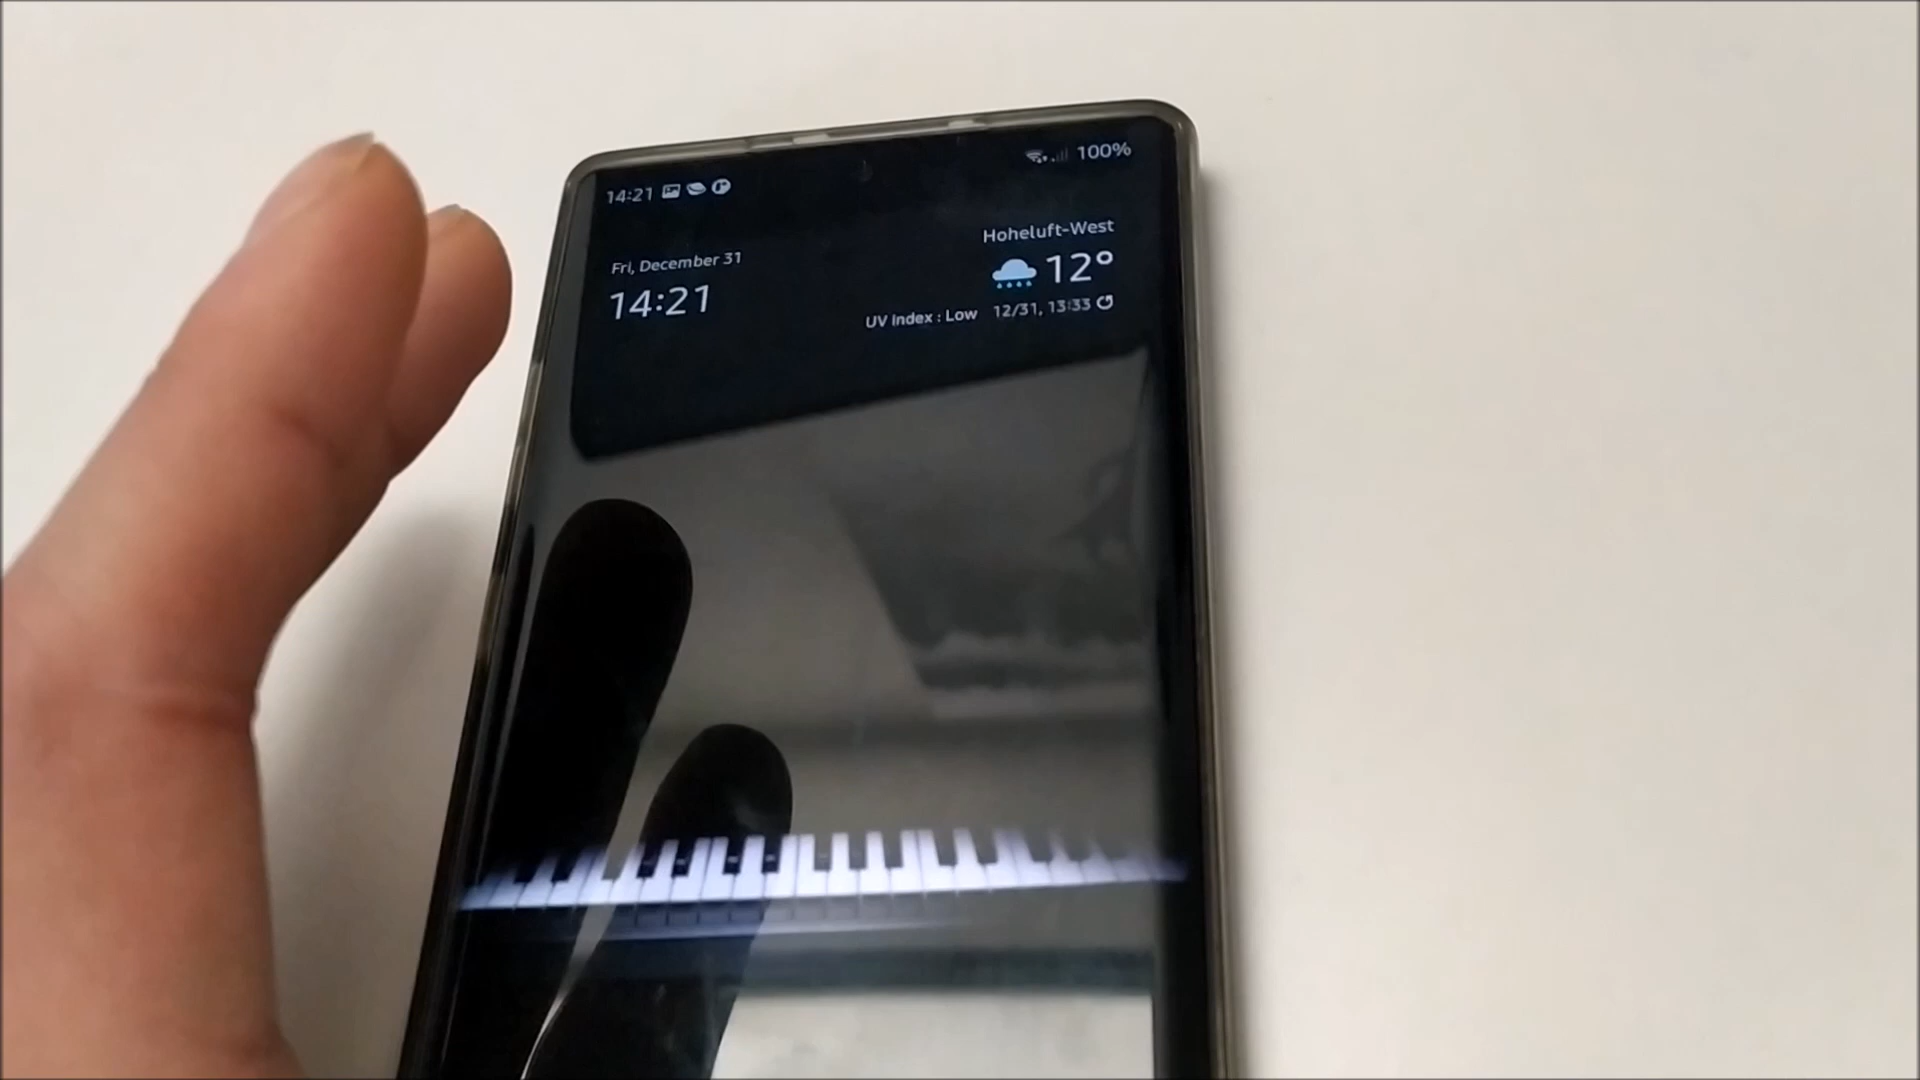 14:21
100%
Fri, December 31
14:21
Hoheluft-West
12°
UV Index : Low 12/31, 13:33